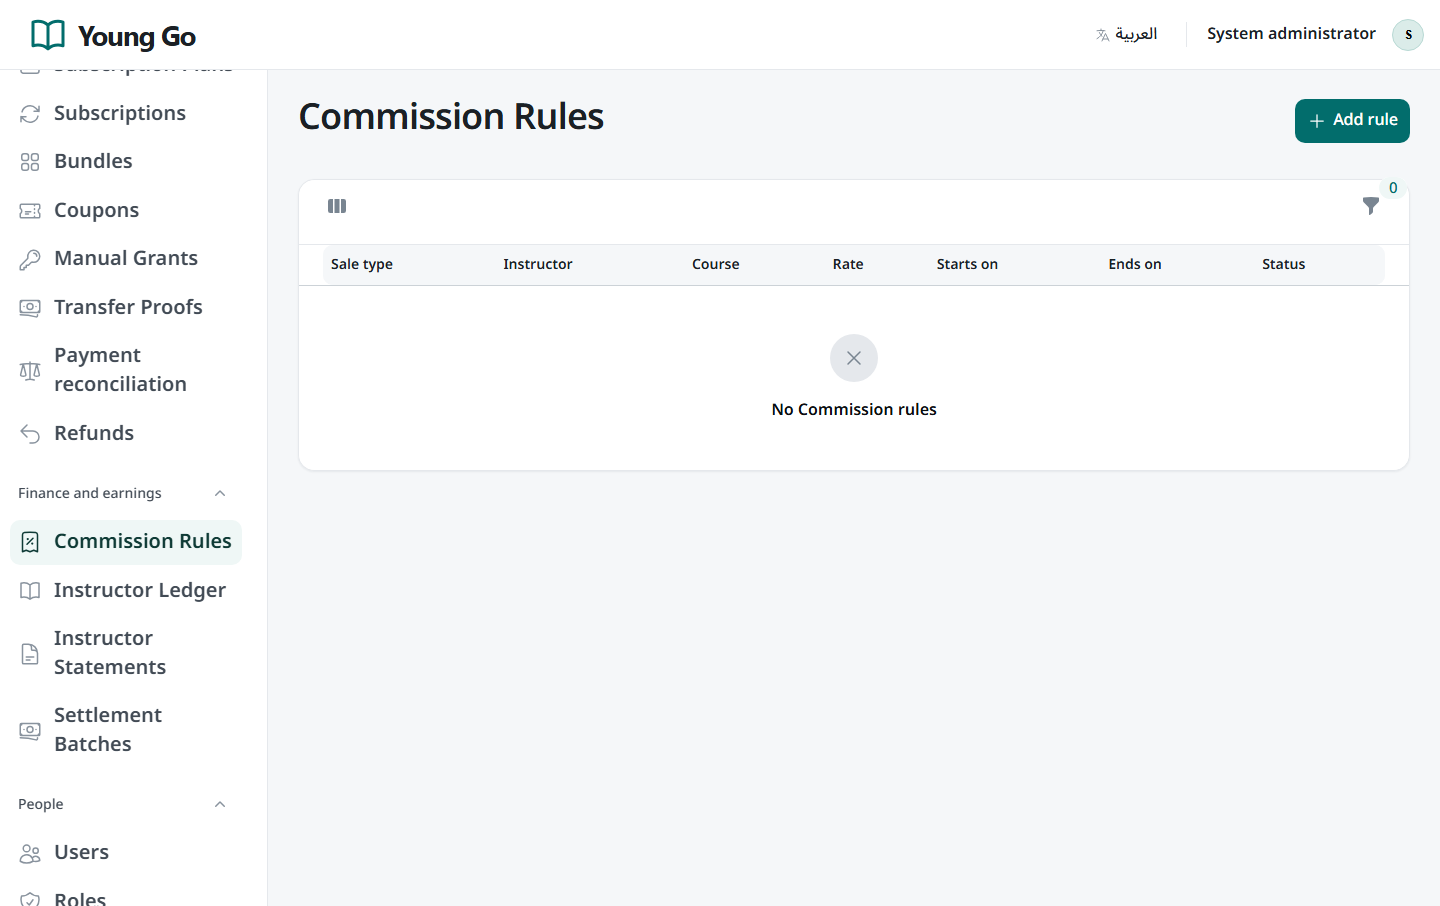 Young Go
العربية
System administrator
S
Subscription Plans
Subscriptions
Bundles
Coupons
Manual Grants
Transfer Proofs
Payment
reconciliation
Refunds
Finance and earnings
Commission Rules
Instructor Ledger
Instructor
Statements
Settlement
Batches
People
Users
Roles
Commission Rules
Add rule
0
Sale type
Instructor
Course
Rate
Starts on
Ends on
Status
No Commission rules